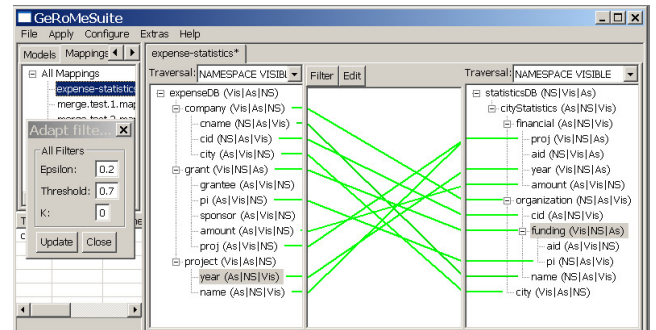 GeRoMeSuite
File Apply Configure Extras Help
Models Mappings
expense-statistics*
All Mappings
expense-statistics
merge.test.1.map
Traversal: NAMESPACE VISIBL
Filter Edit
Traversal: NAMESPACE VISIBLE
Adapt filte...
All Filters
Epsilon: 0.2
Threshold: 0.7
K: 0
Update Close
expenseDB (Vis|As|NS)
company (Vis|As|NS)
cname (NS|As|Vis)
cid (NS|As|Vis)
city (As|Vis|NS)
grant (Vis|As|NS)
grantee (As|Vis|NS)
pi (As|Vis|NS)
sponsor (As|Vis|NS)
amount (As|Vis|NS)
proj (As|Vis|NS)
project (Vis|As|NS)
year (As|NS|Vis)
name (As|NS|Vis)
statisticsDB (NS|Vis|As)
cityStatistics (As|NS|Vis)
financial (As|NS|Vis)
proj (Vis|NS|As)
aid (NS|Vis|As)
year (Vis|NS|As)
amount (As|NS|Vis)
organization (NS|As|Vis)
cid (As|NS|Vis)
funding (Vis|NS|As)
aid (As|Vis|NS)
pi (NS|As|Vis)
name (NS|As|Vis)
city (Vis|As|NS)